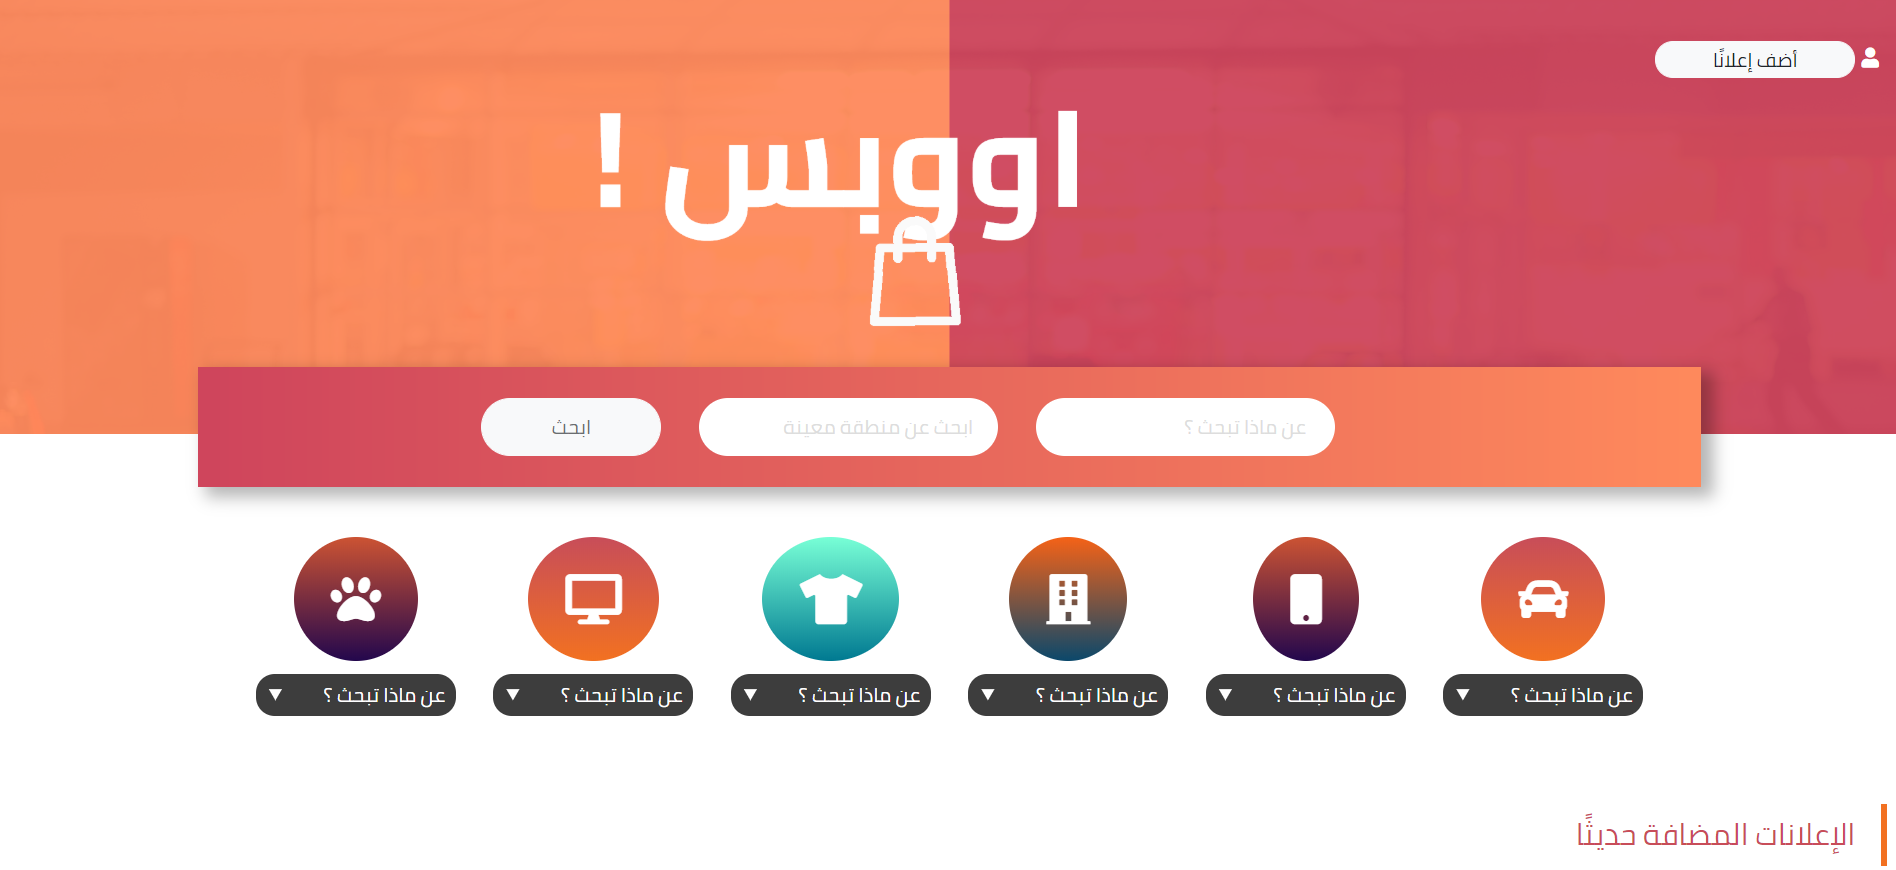 أضف إعلانًا
اووبس !
عن ماذا تبحث ؟
ابحث عن منطقة معينة
ابحث
عن ماذا تبحث ؟
عن ماذا تبحث ؟
عن ماذا تبحث ؟
عن ماذا تبحث ؟
عن ماذا تبحث ؟
عن ماذا تبحث ؟
الإعلانات المضافة حديثًا